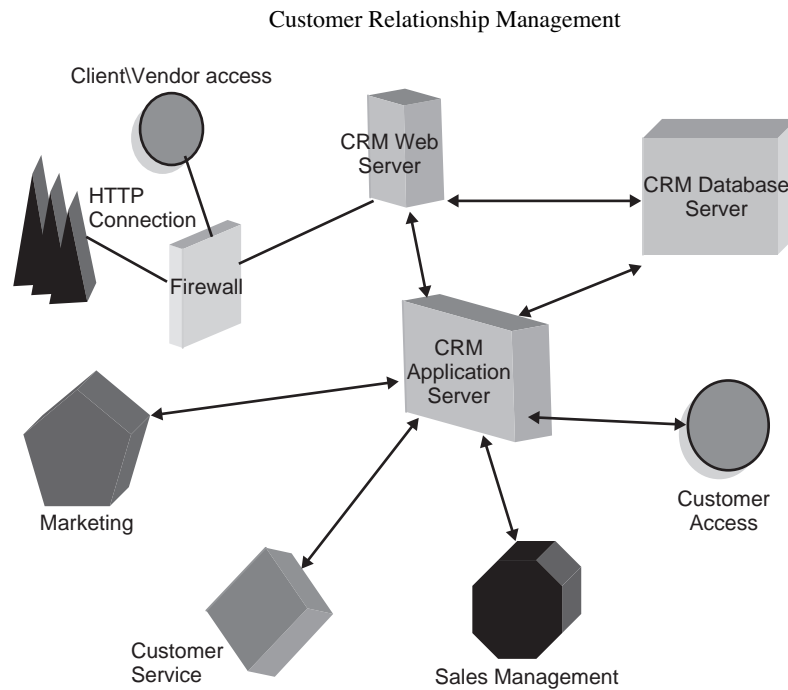 Customer Relationship Management
Client\Vendor access
CRM Web
Server
CRM Database
Server
HTTP
Connection
Firewall
CRM
Application
Server
Marketing
Customer
Access
Customer
Service
Sales Management